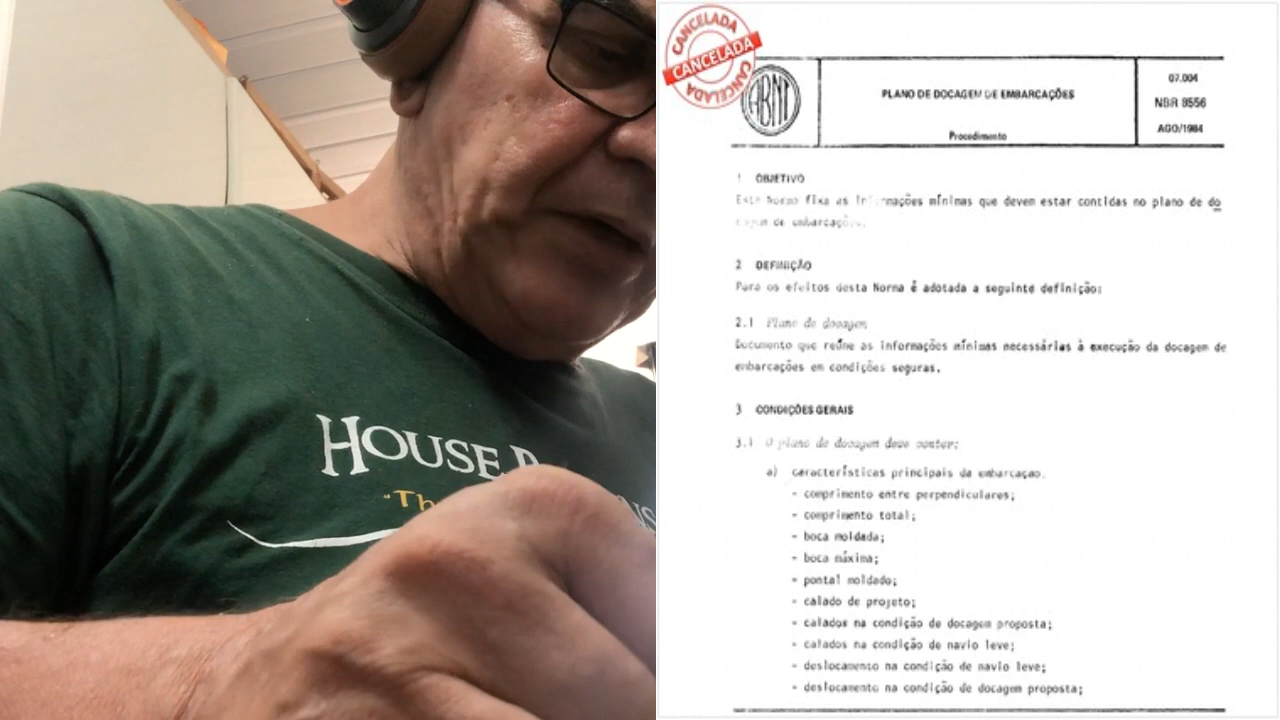 HOUSE
"Th
CANCELADA
CANCELADA
CANCELADA
CANCELADA
ABNT
PLANO DE DOCAGEM DE EMBARCAÇÕES
Procedimento
07.004
NBR 8556
AGO/1984
1 OBJETIVO
Esta Norma fixa as informações mínimas que devem estar contidas no plano de do
cagem de embarcações.
2 DEFINIÇÃO
Para os efeitos desta Norma é adotada a seguinte definição:
2.1 Plano de docagem
Documento que reúne as informações mínimas necessárias à execução da docagem de
embarcações em condições seguras.
3 CONDIÇÕES GERAIS
3.1 O plano de docagem deve conter:
a) características principais da embarcação.
- comprimento entre perpendiculares;
- comprimento total;
- boca moldada;
- boca máxima;
- pontal moldado;
- calado de projeto;
- calados na condição de docagem proposta;
- calados na condição de navio leve;
- deslocamento na condição de navio leve;
- deslocamento na condição de docagem proposta;